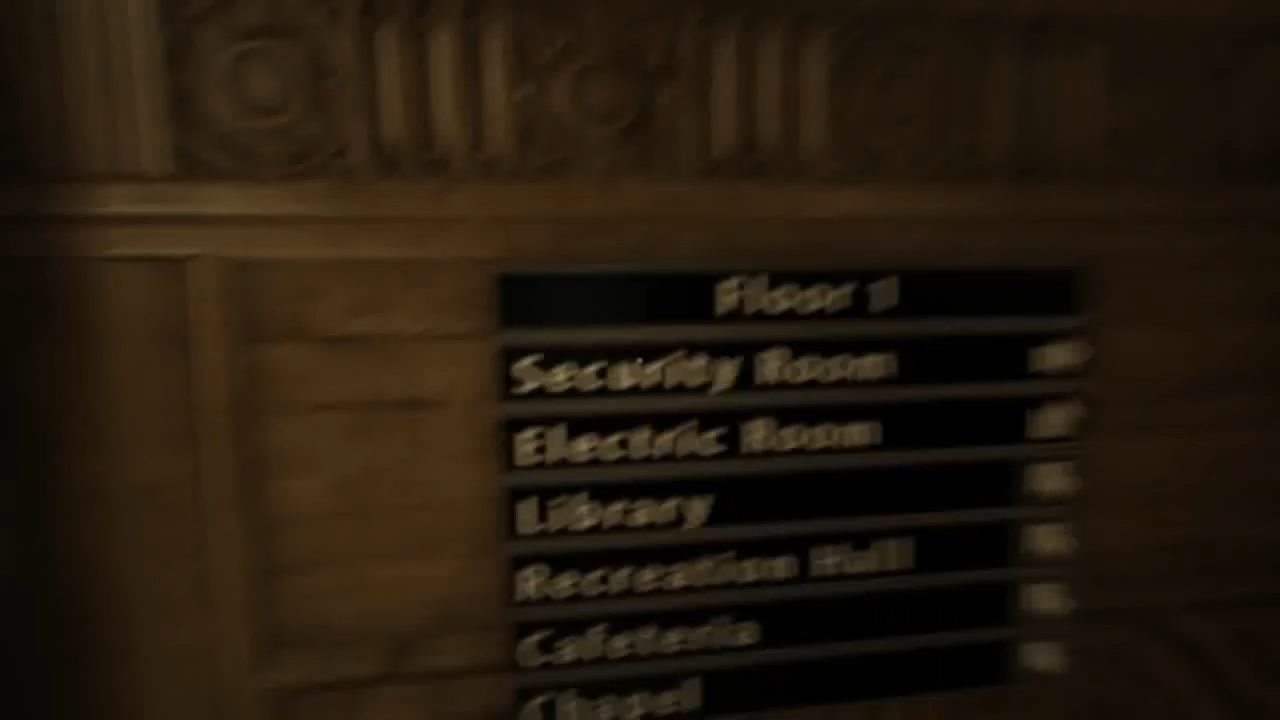 Floor 1
Security Room
Electric Room
Library
Recreation Hall
Cafeteria
Chapel